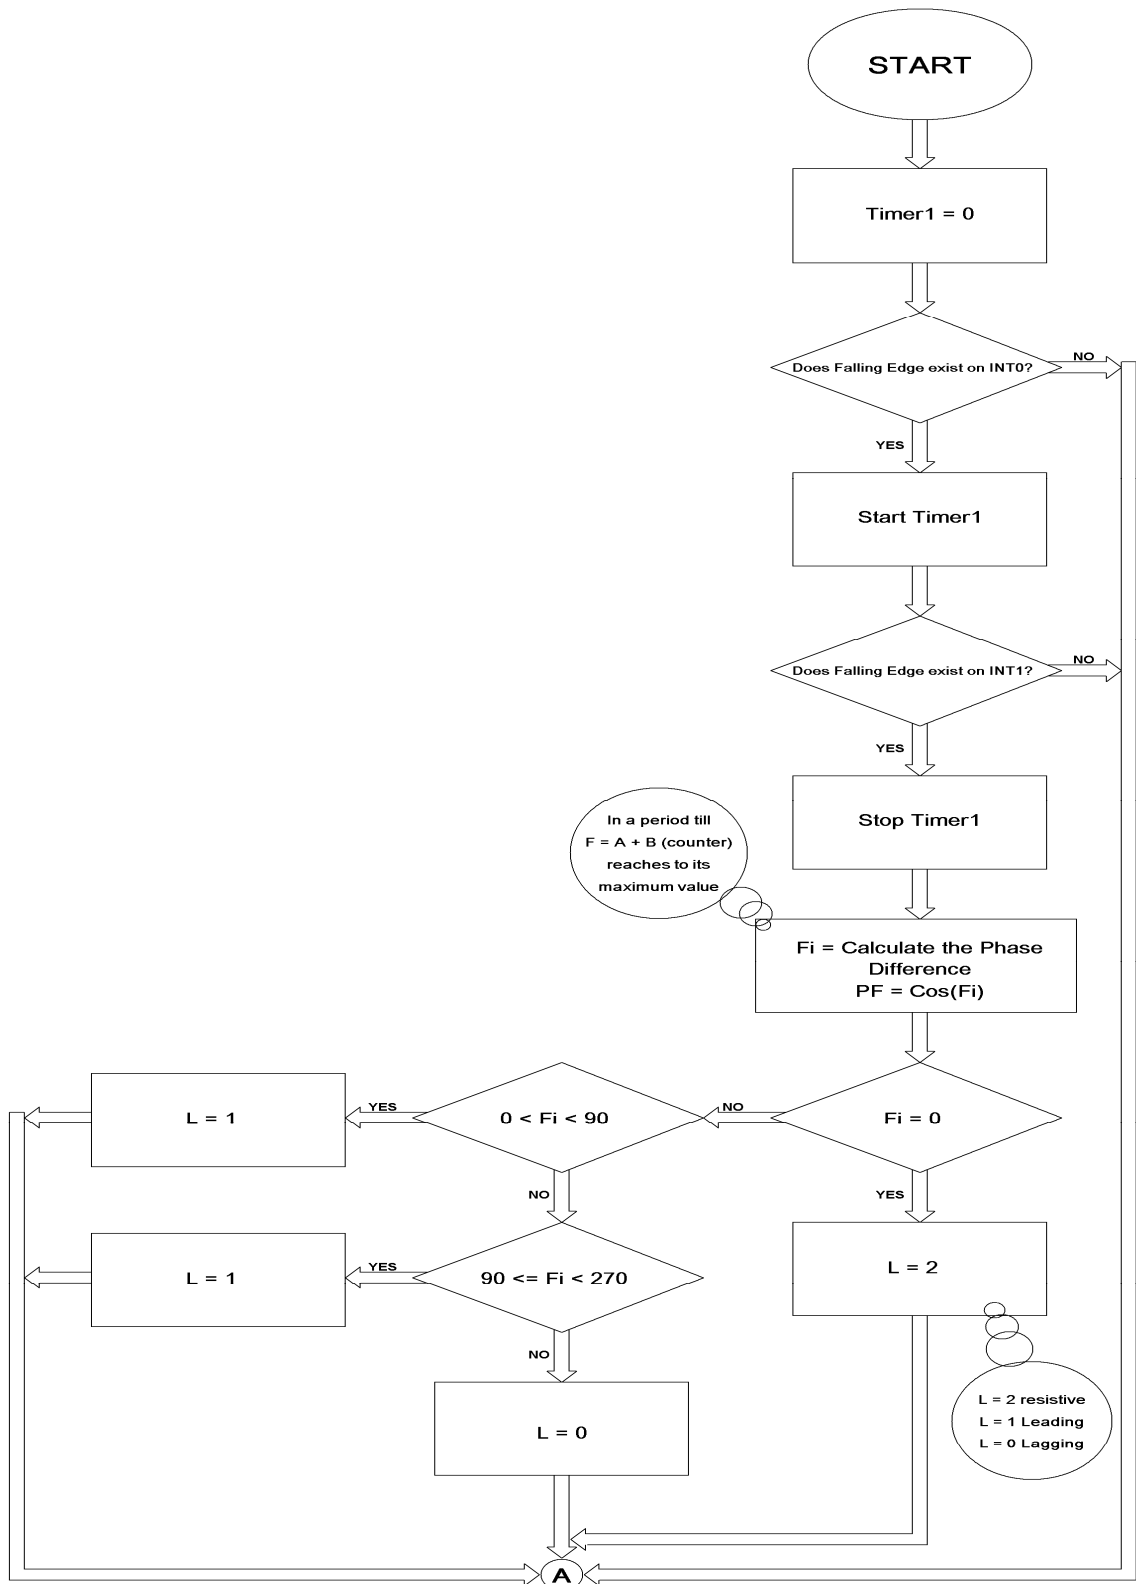 START
Timer1 = 0
Does Falling Edge exist on INT0?
NO
YES
Start Timer1
Does Falling Edge exist on INT1?
NO
YES
Stop Timer1
In a period till
F = A + B (counter)
reaches to its
maximum value
Fi = Calculate the Phase
Difference
PF = Cos(Fi)
Fi = 0
NO
YES
0 < Fi < 90
YES
L = 1
NO
90 <= Fi < 270
YES
L = 1
NO
L = 2
L = 0
L = 2 resistive
L = 1 Leading
L = 0 Lagging
A